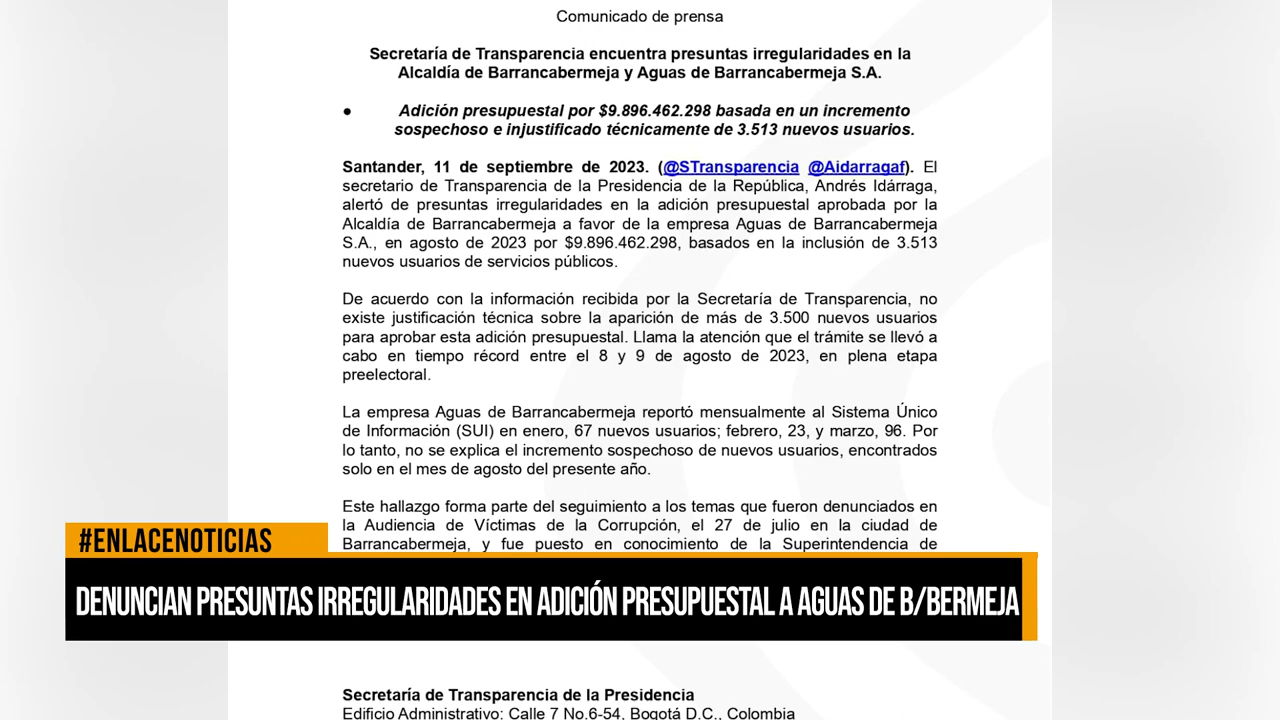 Comunicado de prensa
Secretaría de Transparencia encuentra presuntas irregularidades en la
Alcaldía de Barrancabermeja y Aguas de Barrancabermeja S.A.
● Adición presupuestal por $9.896.462.298 basada en un incremento
sospechoso e injustificado técnicamente de 3.513 nuevos usuarios.
Santander, 11 de septiembre de 2023. (@STransparencia @Aidarragaf). El
secretario de Transparencia de la Presidencia de la República, Andrés Idárraga,
alertó de presuntas irregularidades en la adición presupuestal aprobada por la
Alcaldía de Barrancabermeja a favor de la empresa Aguas de Barrancabermeja
S.A., en agosto de 2023 por $9.896.462.298, basados en la inclusión de 3.513
nuevos usuarios de servicios públicos.
De acuerdo con la información recibida por la Secretaría de Transparencia, no
existe justificación técnica sobre la aparición de más de 3.500 nuevos usuarios
para aprobar esta adición presupuestal. Llama la atención que el trámite se llevó a
cabo en tiempo récord entre el 8 y 9 de agosto de 2023, en plena etapa
preelectoral.
La empresa Aguas de Barrancabermeja reportó mensualmente al Sistema Único
de Información (SUI) en enero, 67 nuevos usuarios; febrero, 23, y marzo, 96. Por
lo tanto, no se explica el incremento sospechoso de nuevos usuarios, encontrados
solo en el mes de agosto del presente año.
Este hallazgo forma parte del seguimiento a los temas que fueron denunciados en
la Audiencia de Víctimas de la Corrupción, el 27 de julio en la ciudad de
Barrancabermeja, y fue puesto en conocimiento de la Superintendencia de
#ENLACENOTICIAS
DENUNCIAN PRESUNTAS IRREGULARIDADES EN ADICIÓN PRESUPUESTAL A AGUAS DE B/BERMEJA
Secretaría de Transparencia de la Presidencia
Edificio Administrativo: Calle 7 No.6-54, Bogotá D.C., Colombia